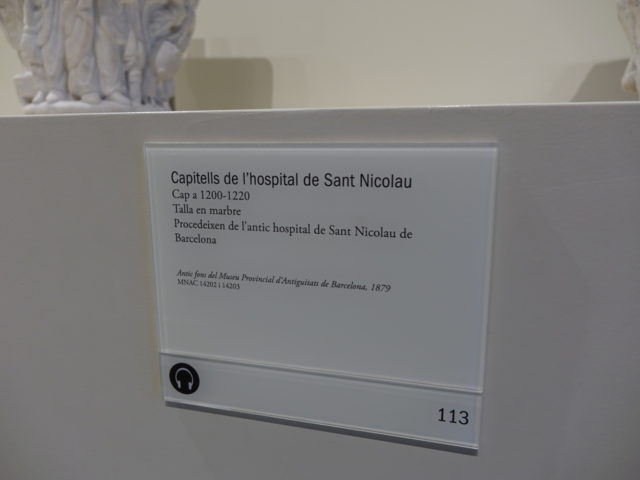 Capitells de l'hospital de Sant Nicolau
Cap a 1200-1220
Talla en marbre
Procedeixen de l'antic hospital de Sant Nicolau de
Barcelona
Antic fons del Museu Provincial d'Antiguitats de Barcelona, 1879
MNAC 14202 i 14203
113